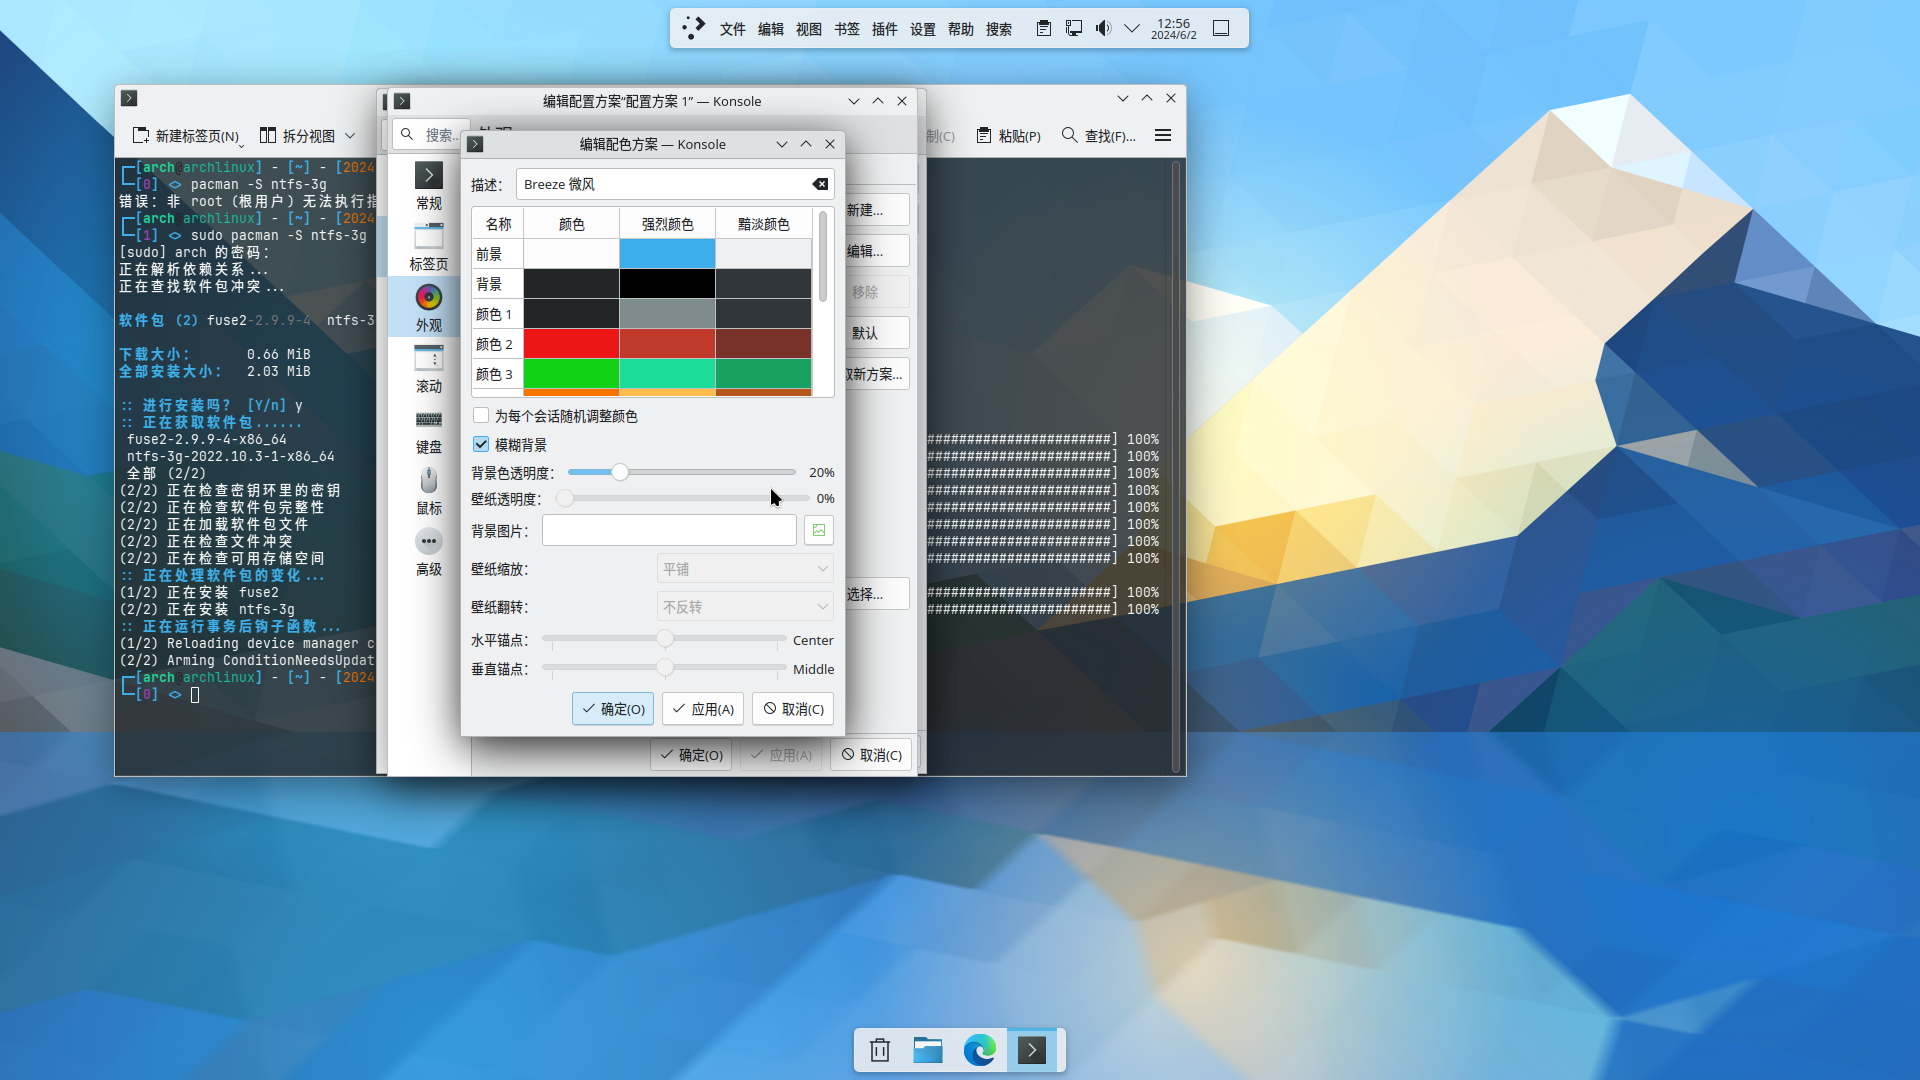 文件 编辑 视图 书签 插件 设置 帮助 搜索
12:56
2024/6/2
新建标签页(N) 拆分视图
粘贴(P) 查找(F)...
[arch@archlinux] - [~] - [2024
[0] <> pacman -S ntfs-3g
错误：非 root (根用户) 无法执行指
[arch@archlinux] - [~] - [2024
[1] <> sudo pacman -S ntfs-3g
[sudo] arch 的密码：
正在解析依赖关系...
正在查找软件包冲突...
软件包 (2) fuse2-2.9.9-4 ntfs-3
下载大小： 0.66 MiB
全部安装大小： 2.03 MiB
:: 进行安装吗？ [Y/n] y
:: 正在获取软件包......
fuse2-2.9.9-4-x86_64
ntfs-3g-2022.10.3-1-x86_64
全部 (2/2)
(2/2) 正在检查密钥环里的密钥
(2/2) 正在检查软件包完整性
(2/2) 正在加载软件包文件
(2/2) 正在检查文件冲突
(2/2) 正在检查可用存储空间
:: 正在处理软件包的变化...
(1/2) 正在安装 fuse2
(2/2) 正在安装 ntfs-3g
:: 正在运行事务后钩子函数...
(1/2) Reloading device manager c
(2/2) Arming ConditionNeedsUpdat
[arch@archlinux] - [~] - [2024
[0] <>
#######################] 100%
#######################] 100%
#######################] 100%
#######################] 100%
#######################] 100%
#######################] 100%
#######################] 100%
#######################] 100%
#######################] 100%
#######################] 100%
编辑配置方案“配置方案 1” — Konsole
搜索...
常规
标签页
外观
滚动
键盘
鼠标
高级
新建...
编辑...
移除
默认
取新方案...
选择...
确定(O) 应用(A) 取消(C)
编辑配色方案 — Konsole
描述： Breeze 微风
名称 颜色 强烈颜色 黯淡颜色
前景
背景
颜色 1
颜色 2
颜色 3
为每个会话随机调整颜色
模糊背景
背景色透明度： 20%
壁纸透明度： 0%
背景图片：
壁纸缩放： 平铺
壁纸翻转： 不反转
水平锚点： Center
垂直锚点： Middle
确定(O) 应用(A) 取消(C)